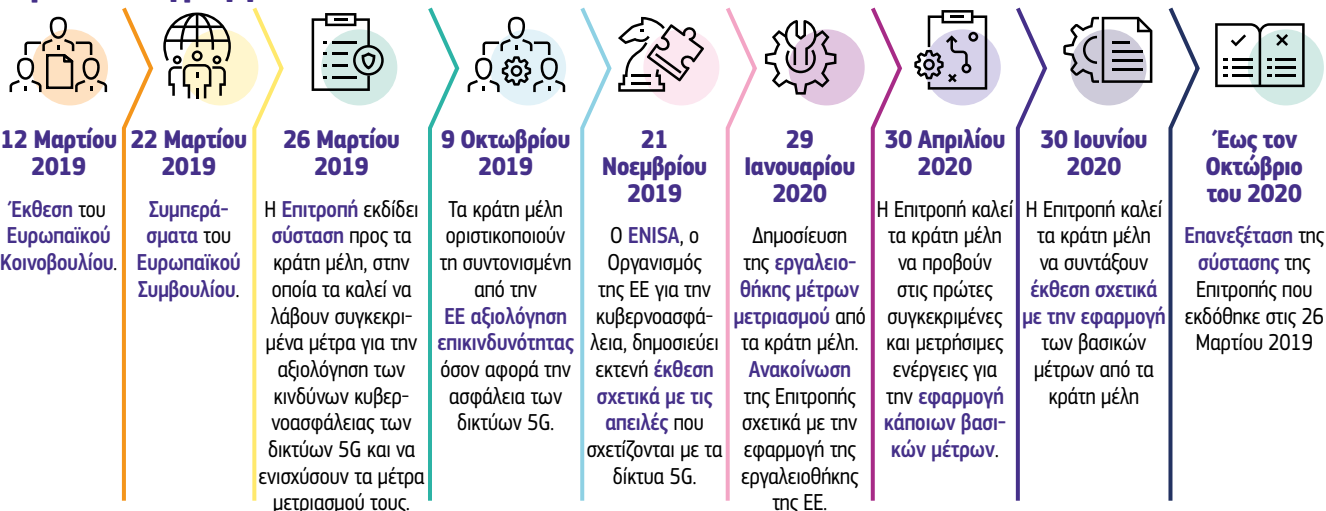 12 Μαρτίου
2019
Έκθεση του
Ευρωπαϊκού
Κοινοβουλίου.
22 Μαρτίου
2019
Συμπερά-
σματα του
Ευρωπαϊκού
Συμβουλίου.
26 Μαρτίου
2019
Η Επιτροπή εκδίδει
σύσταση προς τα
κράτη μέλη, στην
οποία τα καλεί να
λάβουν συγκεκρι-
μένα μέτρα για την
αξιολόγηση των
κινδύνων κυβερ-
νοασφάλειας των
δικτύων 5G και να
ενισχύσουν τα μέτρα
μετριασμού τους.
9 Οκτωβρίου
2019
Τα κράτη μέλη
οριστικοποιούν
τη συντονισμένη
από την
ΕΕ αξιολόγηση
επικινδυνότητας
όσον αφορά την
ασφάλεια των
δικτύων 5G.
21
Νοεμβρίου
2019
Ο ENISA, ο
Οργανισμός
της ΕΕ για την
κυβερνοασφά-
λεια, δημοσιεύει
εκτενή έκθεση
σχετικά με τις
απειλές που
σχετίζονται με τα
δίκτυα 5G.
29
Ιανουαρίου
2020
Δημοσίευση
της εργαλειο-
θήκης μέτρων
μετριασμού από
τα κράτη μέλη.
Ανακοίνωση
της Επιτροπής
σχετικά με την
εφαρμογή της
εργαλειοθήκης
της ΕΕ.
30 Απριλίου
2020
Η Επιτροπή καλεί
τα κράτη μέλη
να προβούν
στις πρώτες
συγκεκριμένες
και μετρήσιμες
ενέργειες για
την εφαρμογή
κάποιων βασι-
κών μέτρων.
30 Ιουνίου
2020
Η Επιτροπή καλεί
τα κράτη μέλη
να συντάξουν
έκθεση σχετικά
με την εφαρμογή
των βασικών
μέτρων από τα
κράτη μέλη
Έως τον
Οκτώβριο
του 2020
Επανεξέταση της
σύστασης της
Επιτροπής που
εκδόθηκε στις 26
Μαρτίου 2019